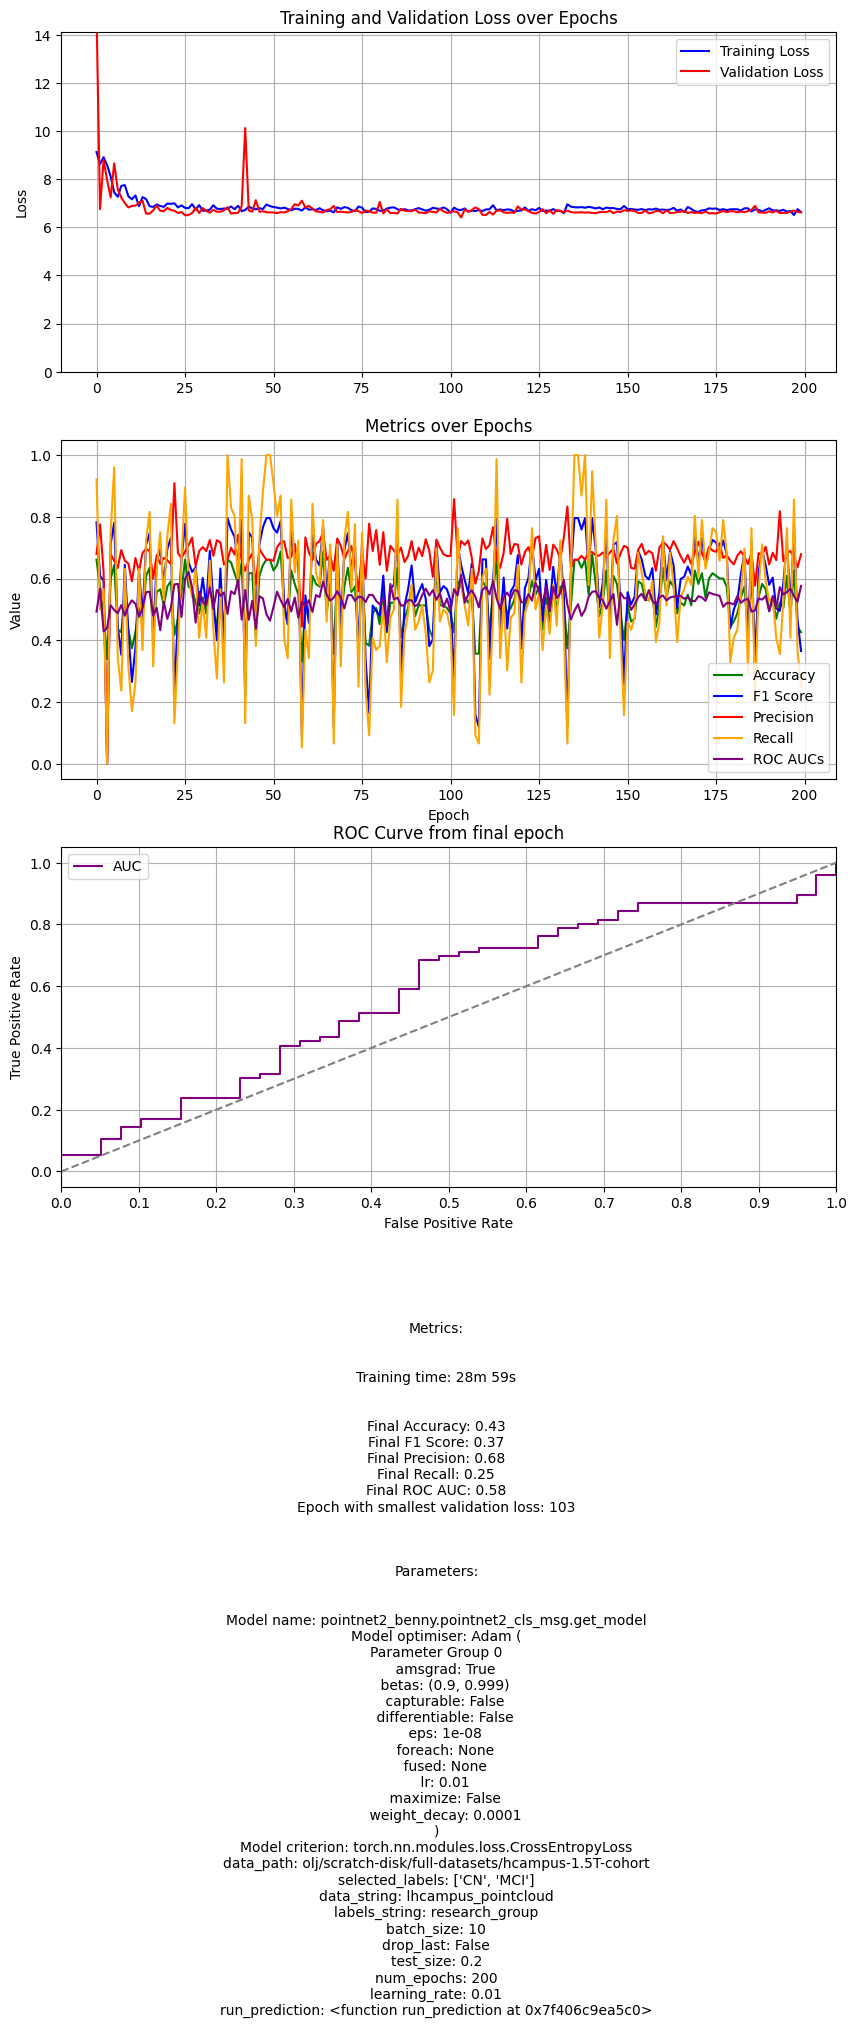 Training and Validation Loss over Epochs
14
12
10
8
6
4
2
0
Loss
Training Loss
Validation Loss
0 25 50 75 100 125 150 175 200
Metrics over Epochs
1.0
0.8
0.6
0.4
0.2
0.0
Value
Accuracy
F1 Score
Precision
Recall
ROC AUCs
0 25 50 75 100 125 150 175 200
Epoch
ROC Curve from final epoch
1.0
0.8
0.6
0.4
0.2
0.0
True Positive Rate
AUC
0.0 0.1 0.2 0.3 0.4 0.5 0.6 0.7 0.8 0.9 1.0
False Positive Rate
Metrics:
Training time: 28m 59s
Final Accuracy: 0.43
Final F1 Score: 0.37
Final Precision: 0.68
Final Recall: 0.25
Final ROC AUC: 0.58
Epoch with smallest validation loss: 103
Parameters:
Model name: pointnet2_benny.pointnet2_cls_msg.get_model
Model optimiser: Adam (
Parameter Group 0
amsgrad: True
betas: (0.9, 0.999)
capturable: False
differentiable: False
eps: 1e-08
foreach: None
fused: None
lr: 0.01
maximize: False
weight_decay: 0.0001
)
Model criterion: torch.nn.modules.loss.CrossEntropyLoss
data_path: olj/scratch-disk/full-datasets/hcampus-1.5T-cohort
selected_labels: ['CN', 'MCI']
data_string: lhcampus_pointcloud
labels_string: research_group
batch_size: 10
drop_last: False
test_size: 0.2
num_epochs: 200
learning_rate: 0.01
run_prediction: <function run_prediction at 0x7f406c9ea5c0>